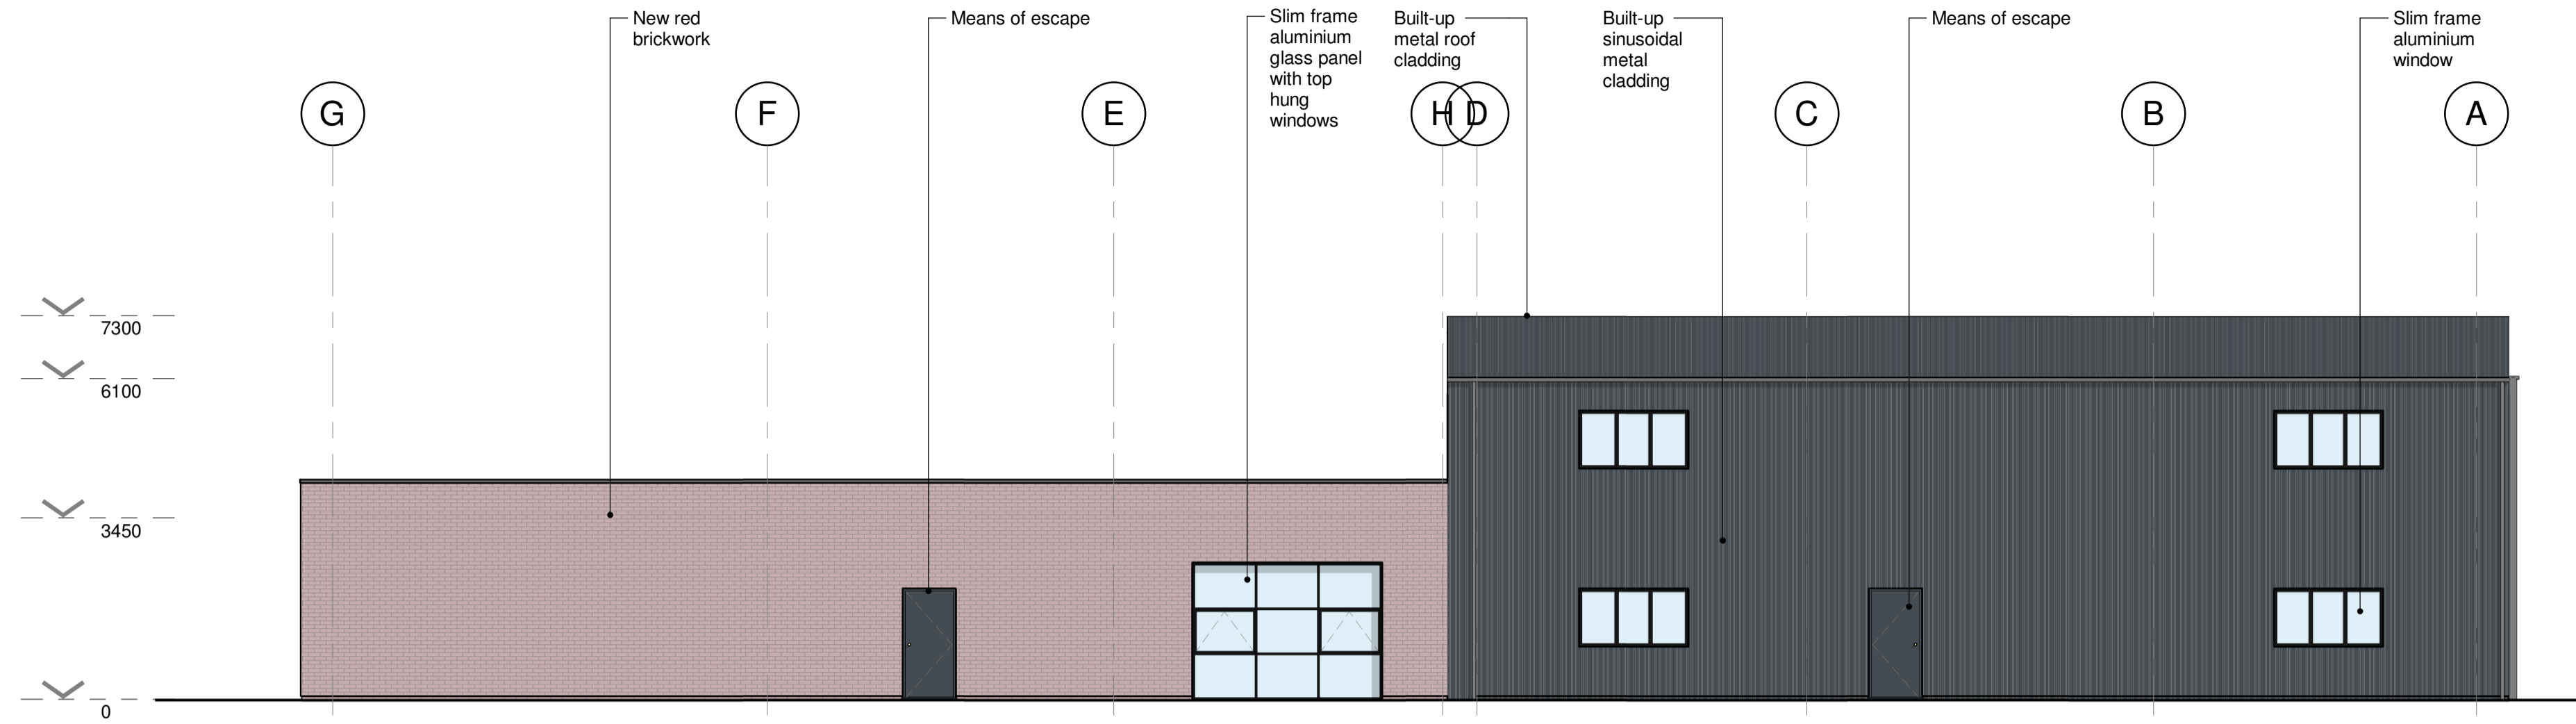 New red
brickwork
Means of escape
Slim frame
aluminium
glass panel
with top
hung
windows
Built-up
metal roof
cladding
Built-up
sinusoidal
metal
cladding
Means of escape
Slim frame
aluminium
window
G
F
E
H
D
C
B
A
7300
6100
3450
0